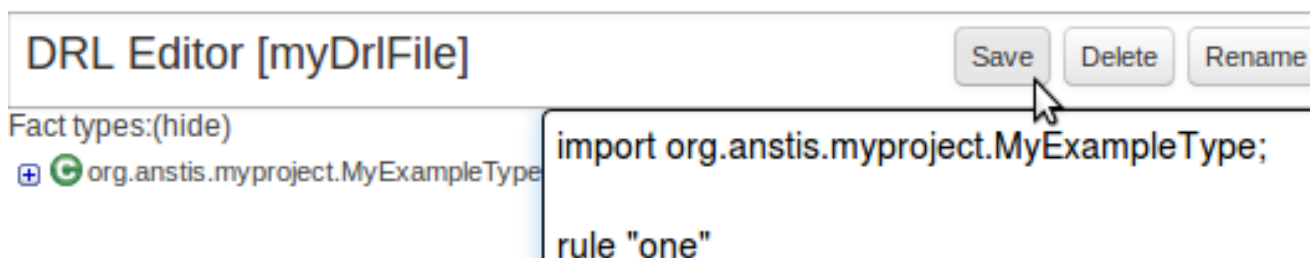 DRL Editor [myDrlFile]
Save Delete Rename
Fact types:(hide)
org.anstis.myproject.MyExampleType
import org.anstis.myproject.MyExampleType;
rule "one"